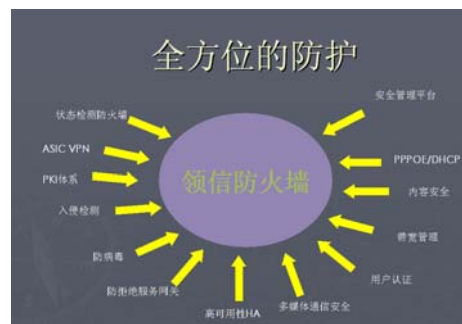 全方位的防护
安全管理平台
状态检测防火墙
ASIC VPN
PPPOE/DHCP
PKI体系
领信防火墙
内容安全
入侵检测
带宽管理
防病毒
用户认证
防拒绝服务网关
高可用性HA
多媒体通信安全